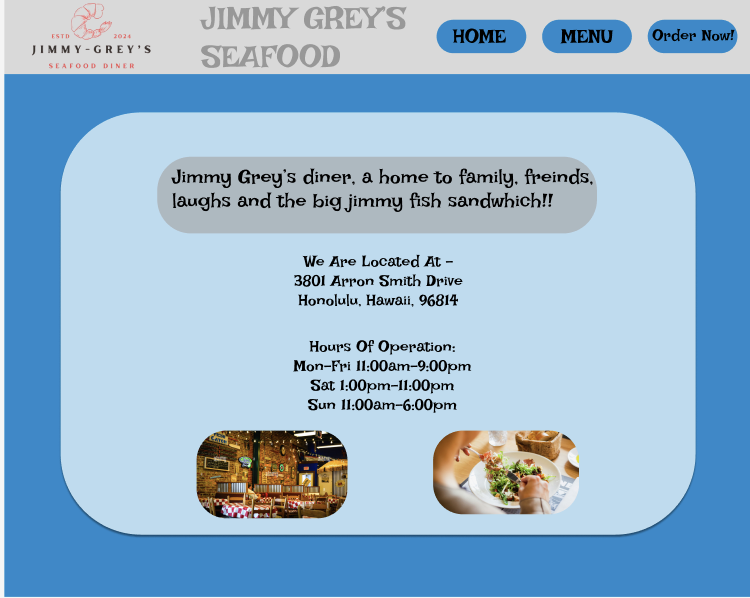 ESTD 2024
JIMMY-GREY'S
SEAFOOD DINER
JIMMY GREY'S
SEAFOOD
HOME
MENU
Order Now!
Jimmy Grey's diner, a home to family, freinds,
laughs and the big jimmy fish sandwhich!!
We Are Located At -
3801 Arron Smith Drive
Honolulu, Hawaii, 96814
Hours Of Operation:
Mon-Fri 11:00am-9:00pm
Sat 1:00pm-11:00pm
Sun 11:00am-6:00pm